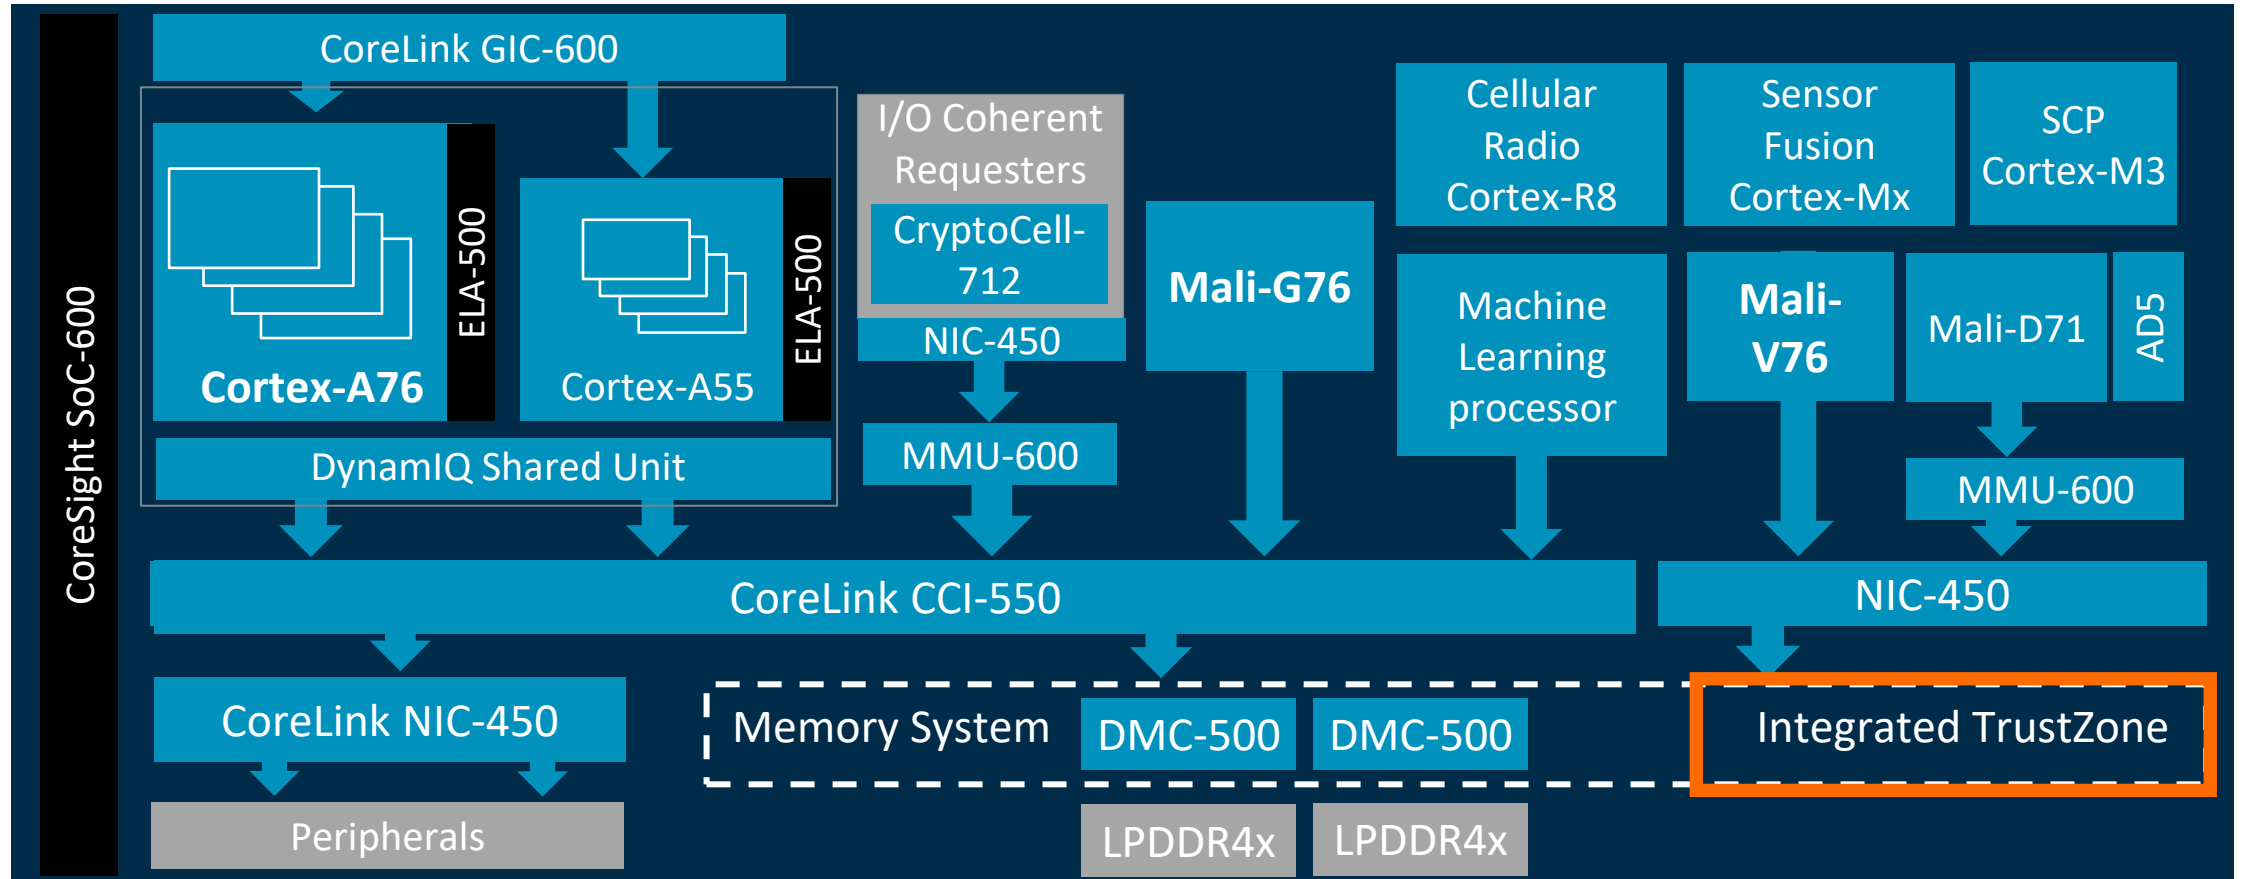 CoreSight SoC-600
CoreLink GIC-600
Cortex-A76
ELA-500
Cortex-A55
ELA-500
DynamIQ Shared Unit
I/O Coherent
Requesters
CryptoCell-
712
NIC-450
MMU-600
Mali-G76
Cellular
Radio
Cortex-R8
Sensor
Fusion
Cortex-Mx
SCP
Cortex-M3
Machine
Learning
processor
Mali-
V76
Mali-D71
AD5
MMU-600
CoreLink CCI-550
NIC-450
CoreLink NIC-450
Memory System
DMC-500
DMC-500
Integrated TrustZone
Peripherals
LPDDR4x
LPDDR4x